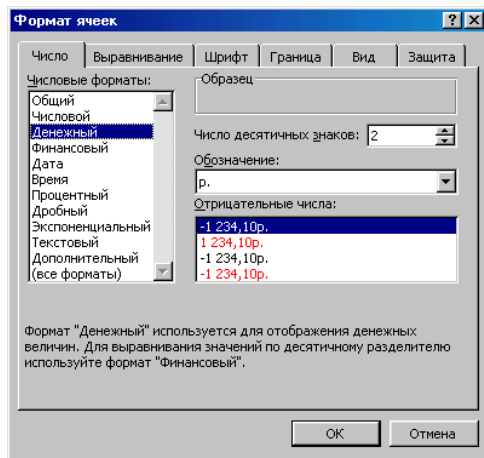 Формат ячеек
Число Выравнивание Шрифт Граница Вид Защита
Числовые форматы:
Общий
Числовой
Денежный
Финансовый
Дата
Время
Процентный
Дробный
Экспоненциальный
Текстовый
Дополнительный
(все форматы)
Образец
Число десятичных знаков: 2
Обозначение:
р.
Отрицательные числа:
-1 234,10р.
1 234,10р.
-1 234,10р.
-1 234,10р.
Формат "Денежный" используется для отображения денежных
величин. Для выравнивания значений по десятичному разделителю
используйте формат "Финансовый".
ОК Отмена